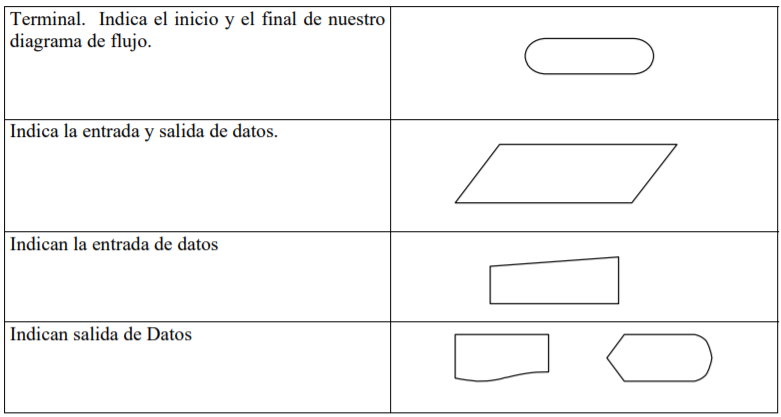 Terminal. Indica el inicio y el final de nuestro
diagrama de flujo.
Indica la entrada y salida de datos.
Indican la entrada de datos
Indican salida de Datos